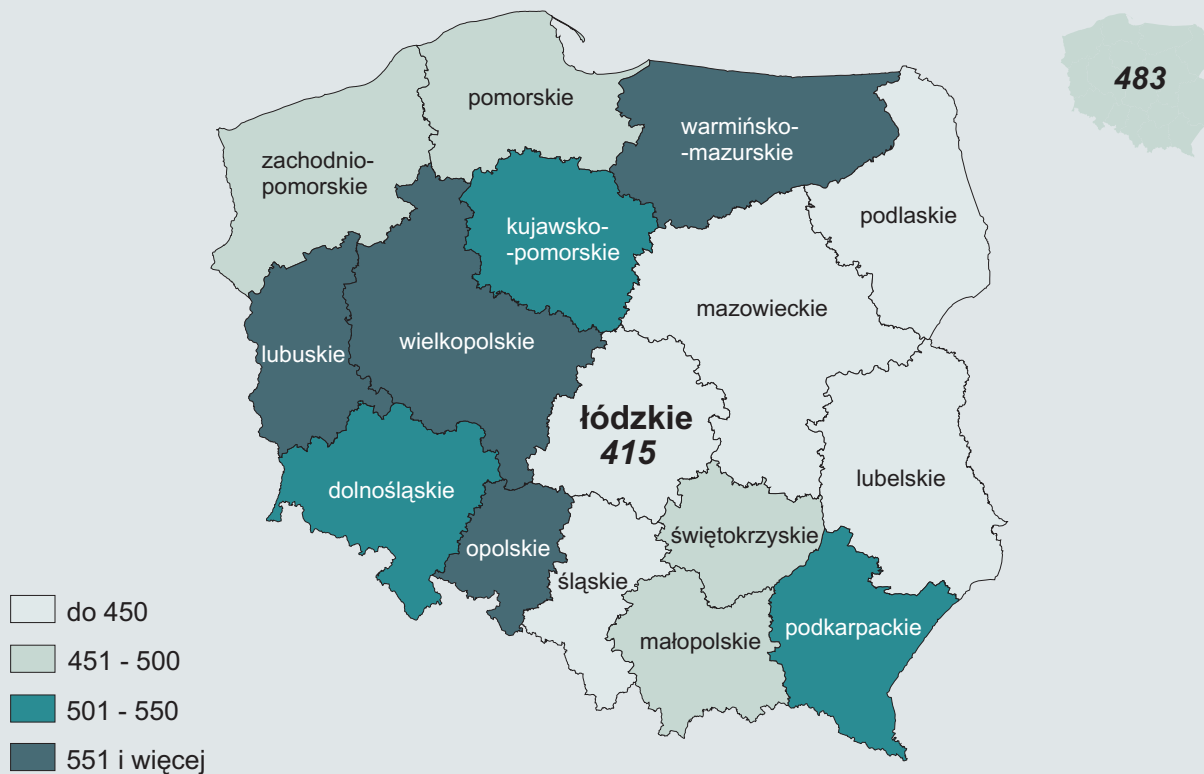 pomorskie
483
warmińsko-
-mazurskie
zachodnio-
pomorskie
podlaskie
kujawsko-
-pomorskie
mazowieckie
lubuskie
wielkopolskie
łódzkie
415
lubelskie
dolnośląskie
świętokrzyskie
opolskie
śląskie
podkarpackie
małopolskie
do 450
451 - 500
501 - 550
551 i więcej